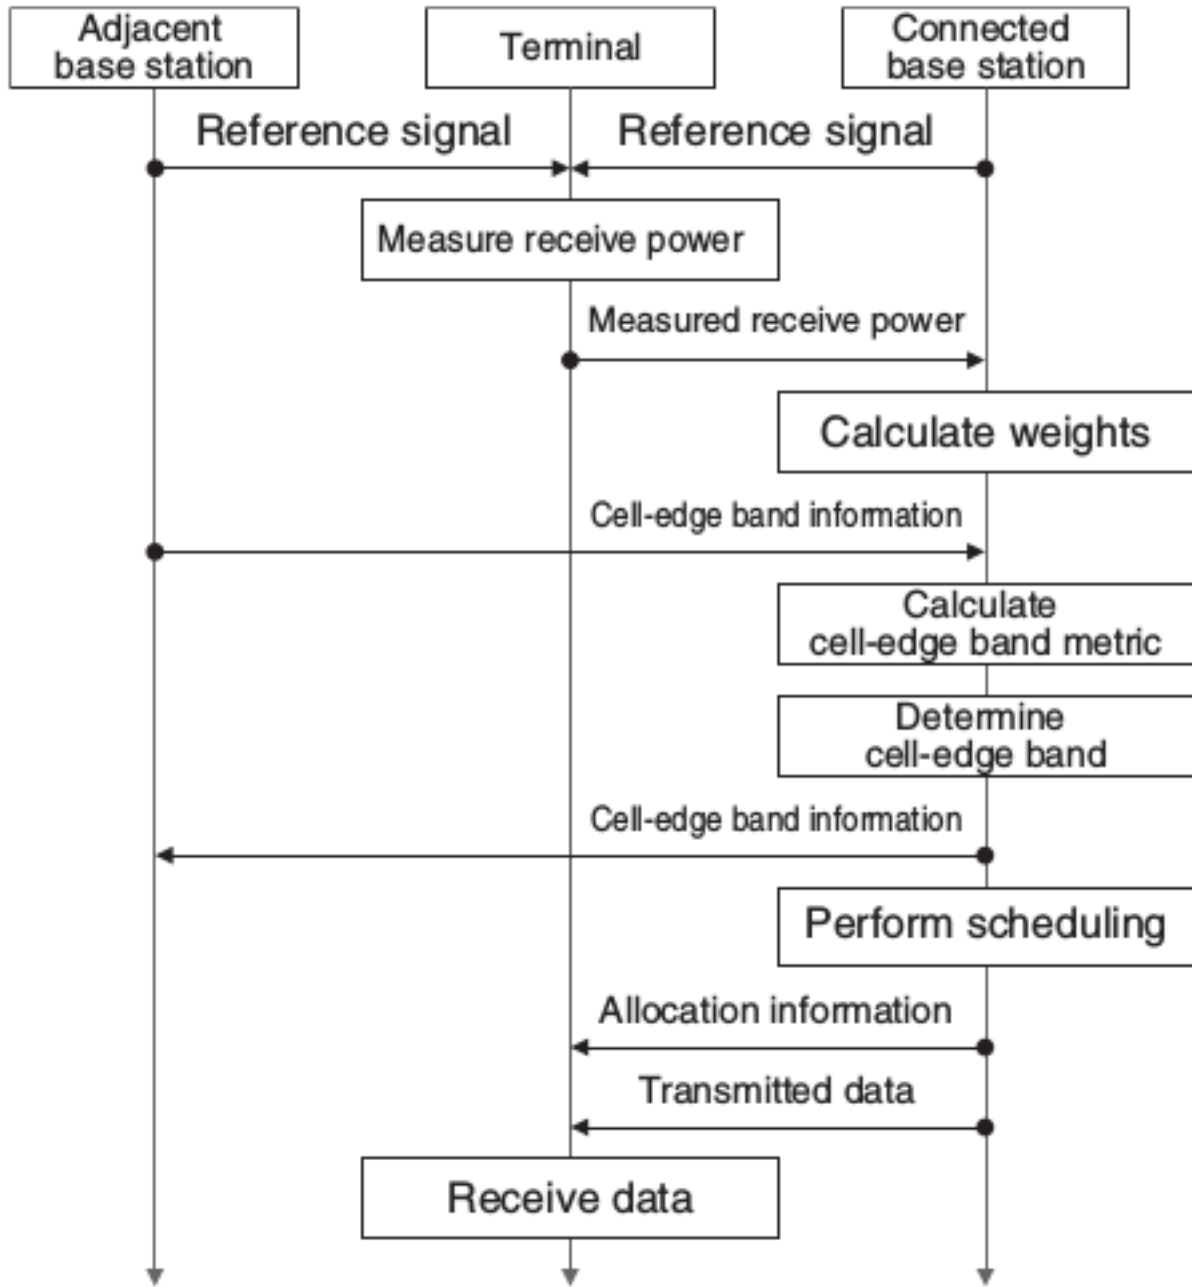 Adjacent
base station
Terminal
Connected
base station
Reference signal
Reference signal
Measure receive power
Measured receive power
Calculate weights
Cell-edge band information
Calculate
cell-edge band metric
Determine
cell-edge band
Cell-edge band information
Perform scheduling
Allocation information
Transmitted data
Receive data